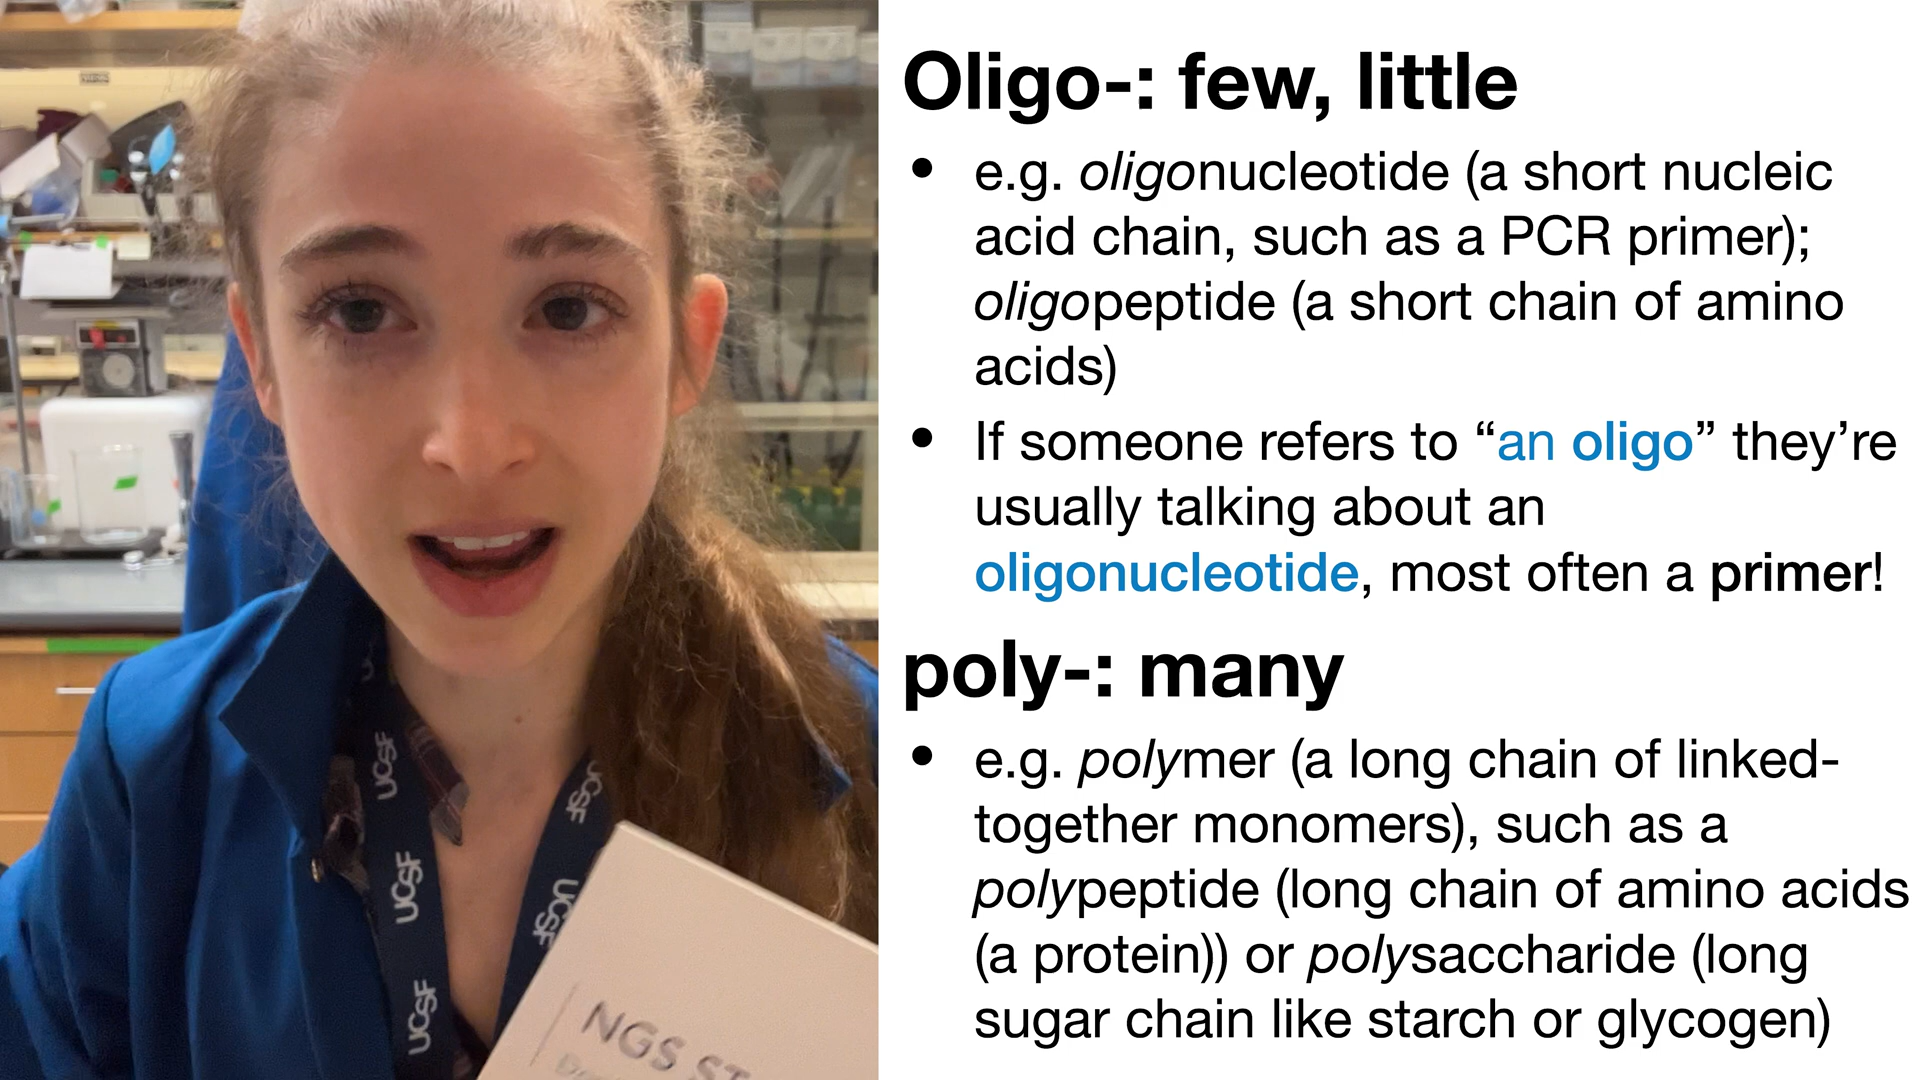 Oligo-: few, little
• e.g. oligonucleotide (a short nucleic
acid chain, such as a PCR primer);
oligopeptide (a short chain of amino
acids)
• If someone refers to “an oligo” they’re
usually talking about an
oligonucleotide, most often a primer!
poly-: many
• e.g. polymer (a long chain of linked-
together monomers), such as a
polypeptide (long chain of amino acids
(a protein)) or polysaccharide (long
sugar chain like starch or glycogen)
UCSF
UCSF
UCSF
UCSF
UCSF
NGS ST